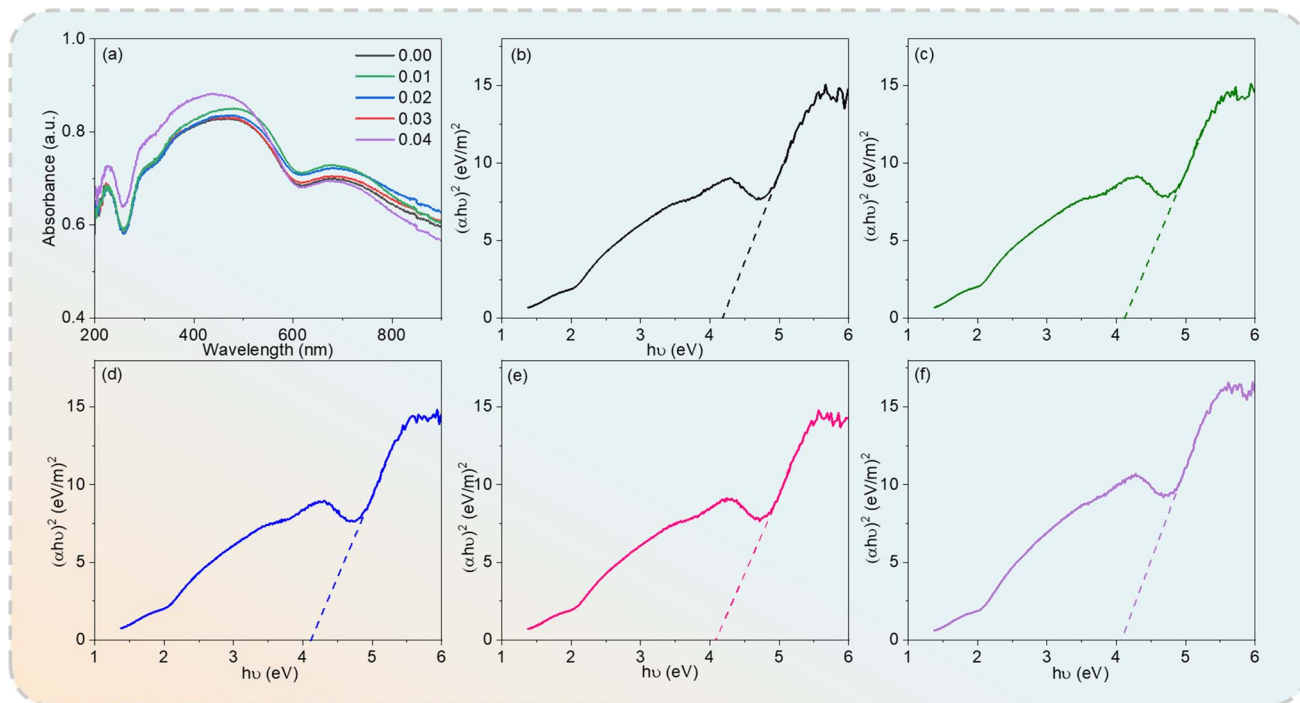 (a)
0.00
0.01
0.02
0.03
0.04
1.0
0.8
0.6
0.4
Absorbance (a.u.)
200 400 600 800
Wavelength (nm)
(b)
15
10
5
0
(αhυ)² (eV/m)²
1 2 3 4 5 6
hυ (eV)
(c)
15
10
5
0
(αhυ)² (eV/m)²
1 2 3 4 5 6
(d)
15
10
5
0
(αhυ)² (eV/m)²
1 2 3 4 5 6
hυ (eV)
(e)
15
10
5
0
(αhυ)² (eV/m)²
1 2 3 4 5 6
hυ (eV)
(f)
15
10
5
0
(αhυ)² (eV/m)²
1 2 3 4 5 6
hυ (eV)